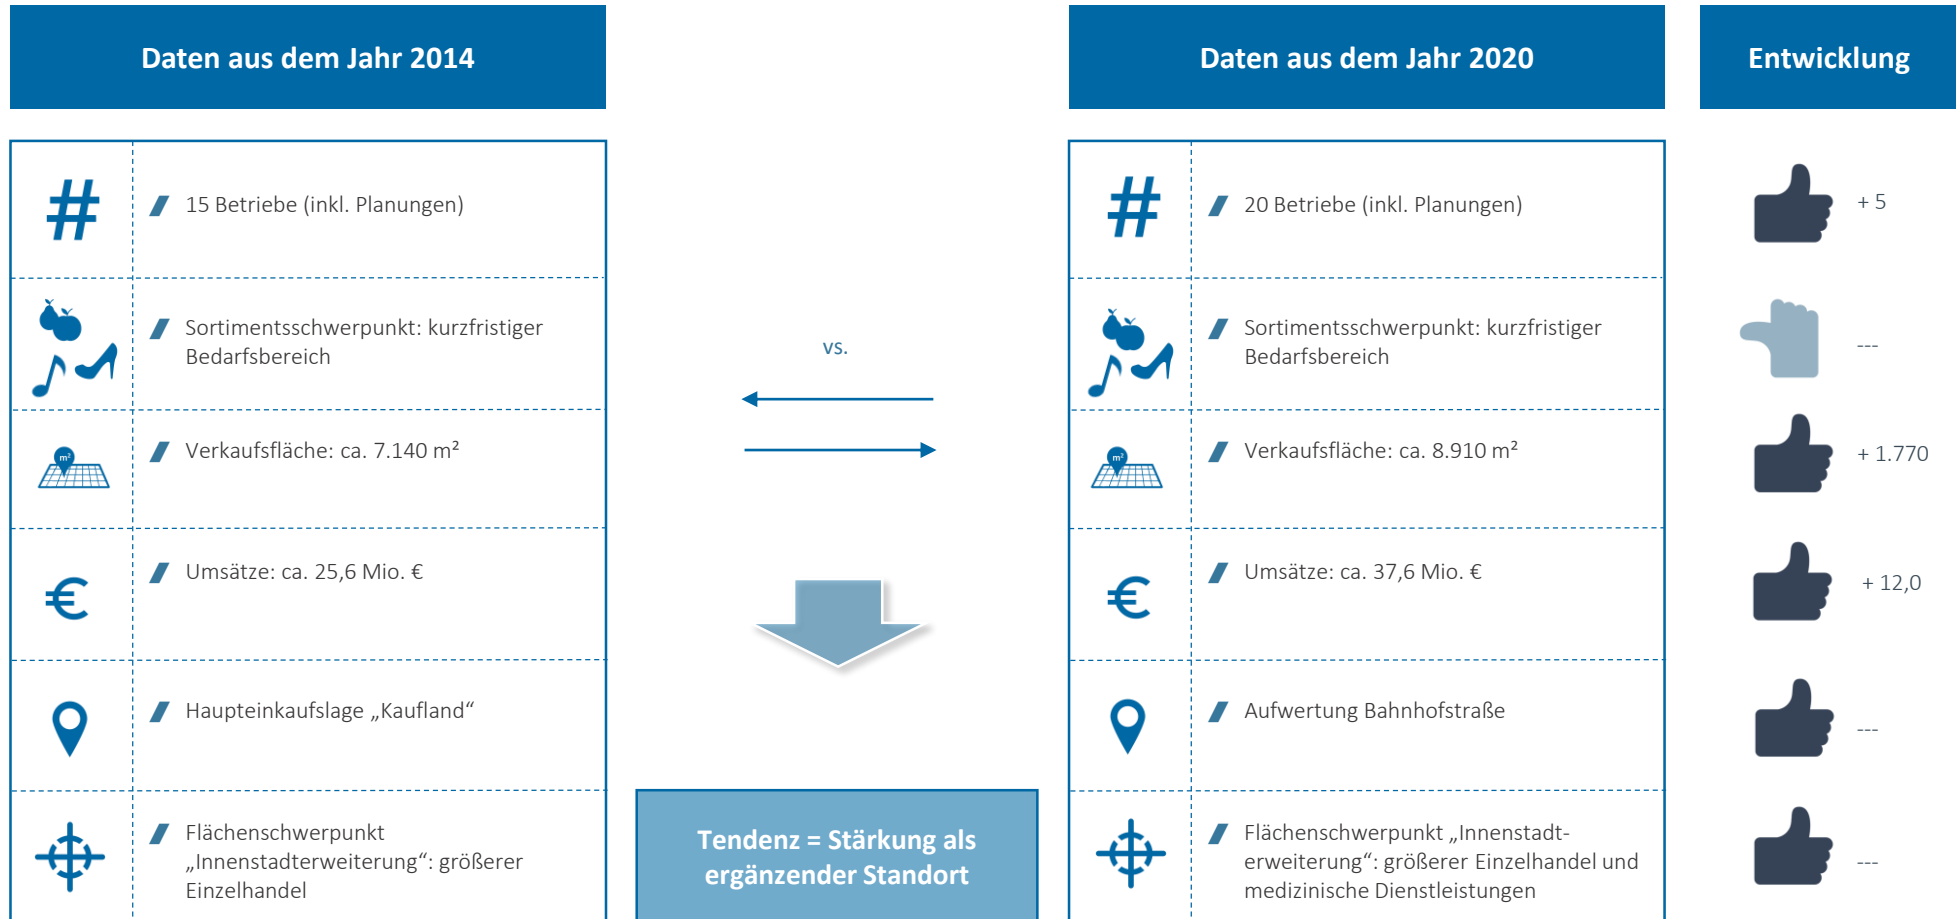 Daten aus dem Jahr 2014
#
15 Betriebe (inkl. Planungen)
Sortimentsschwerpunkt: kurzfristiger
Bedarfsbereich
m²
Verkaufsfläche: ca. 7.140 m²
€
Umsätze: ca. 25,6 Mio. €
Haupteinkaufslage „Kaufland“
Flächenschwerpunkt
„Innenstadterweiterung“: größerer
Einzelhandel
vs.
Tendenz = Stärkung als
ergänzender Standort
Daten aus dem Jahr 2020
#
20 Betriebe (inkl. Planungen)
Sortimentsschwerpunkt: kurzfristiger
Bedarfsbereich
m²
Verkaufsfläche: ca. 8.910 m²
€
Umsätze: ca. 37,6 Mio. €
Aufwertung Bahnhofstraße
Flächenschwerpunkt „Innenstadt-
erweiterung“: größerer Einzelhandel und
medizinische Dienstleistungen
Entwicklung
+ 5
---
+ 1.770
+ 12,0
---
---